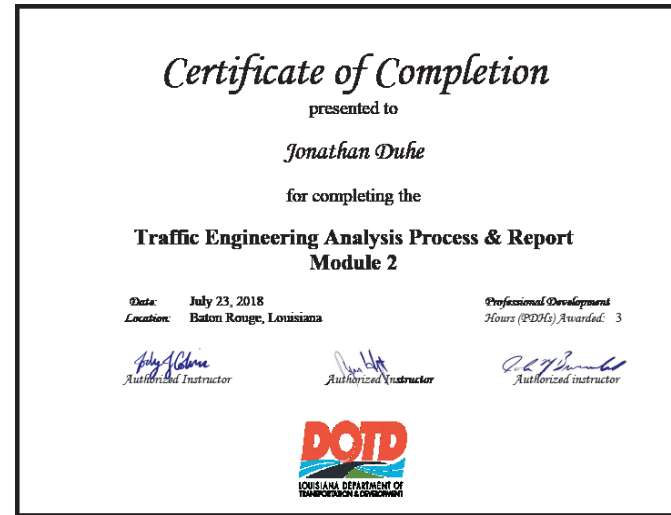 Certificate of Completion
presented to
Jonathan Duhe
for completing the
Traffic Engineering Analysis Process & Report
Module 2
Date: July 23, 2018
Location: Baton Rouge, Louisiana
Professional Development
Hours (PDHs) Awarded: 3
Authorized Instructor
Authorized Instructor
Authorized instructor
DOTD
LOUISIANA DEPARTMENT OF
TRANSPORTATION & DEVELOPMENT